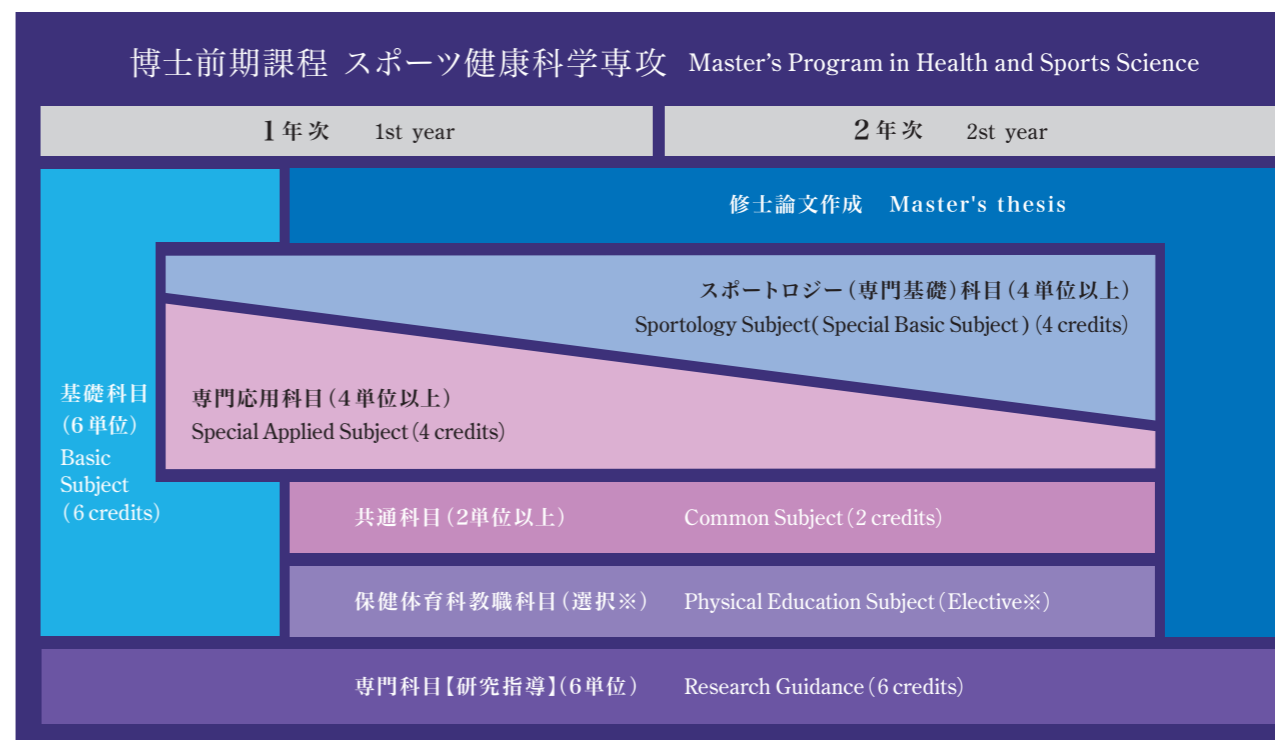 博士前期課程 スポーツ健康科学専攻 Master's Program in Health and Sports Science
1年次 1st year
2年次 2st year
修士論文作成 Master's thesis
スポートロジー(専門基礎)科目(4単位以上)
Sportology Subject(Special Basic Subject)(4 credits)
専門応用科目(4単位以上)
Special Applied Subject(4 credits)
基礎科目
(6単位)
Basic
Subject
(6 credits)
共通科目(2単位以上) Common Subject(2 credits)
保健体育科教職科目(選択※) Physical Education Subject(Elective※)
専門科目【研究指導】(6単位) Research Guidance(6 credits)